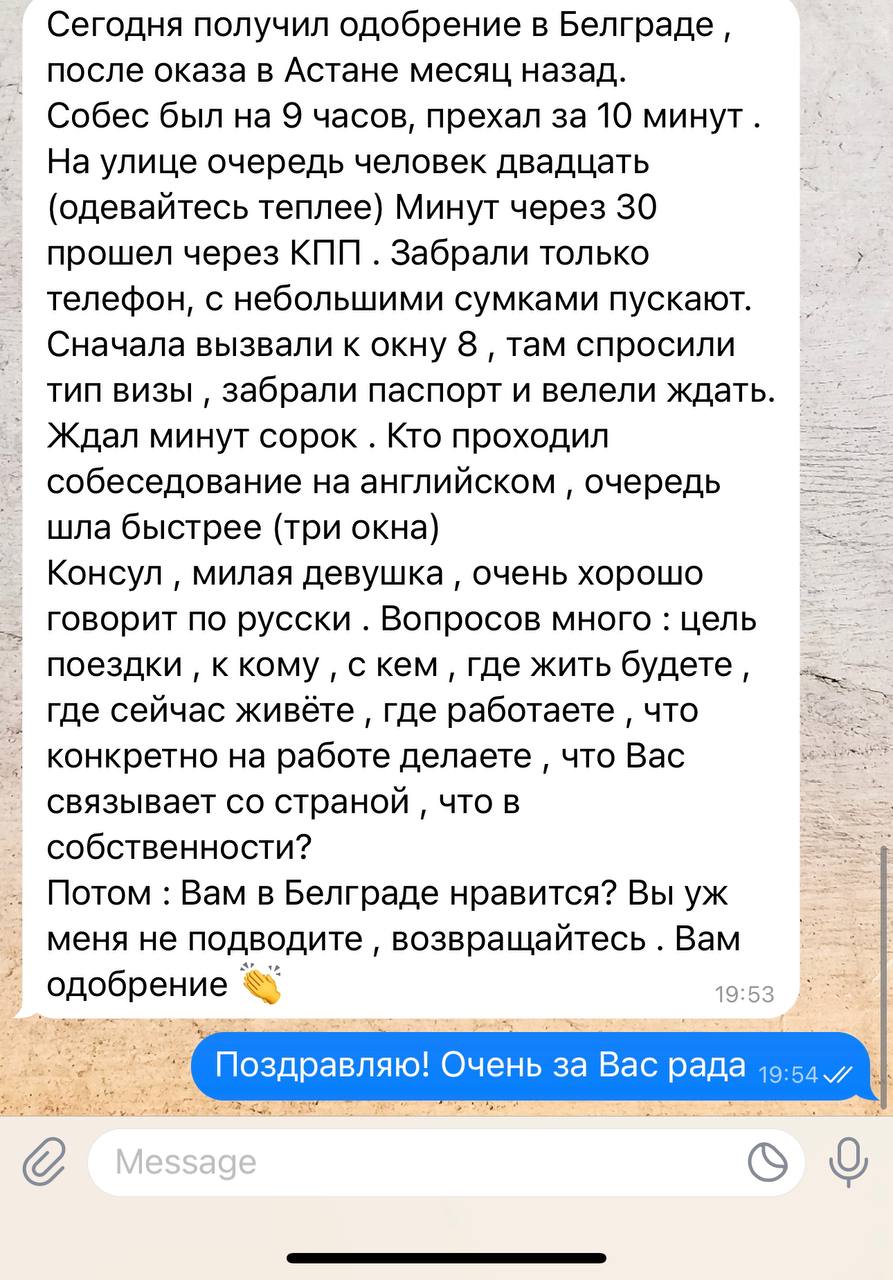 Сегодня получил одобрение в Белграде ,
после оказа в Астане месяц назад.
Собес был на 9 часов, прехал за 10 минут .
На улице очередь человек двадцать
(одевайтесь теплее) Минут через 30
прошел через КПП . Забрали только
телефон, с небольшими сумками пускают.
Сначала вызвали к окну 8 , там спросили
тип визы , забрали паспорт и велели ждать.
Ждал минут сорок . Кто проходил
собеседование на английском , очередь
шла быстрее (три окна)
Консул , милая девушка , очень хорошо
говорит по русски . Вопросов много : цель
поездки , к кому , с кем , где жить будете ,
где сейчас живёте , где работаете , что
конкретно на работе делаете , что Вас
связывает со страной , что в
собственности?
Потом : Вам в Белграде нравится? Вы уж
меня не подводите , возвращайтесь . Вам
одобрение 👏 19:53
Поздравляю! Очень за Вас рада 19:54
Message